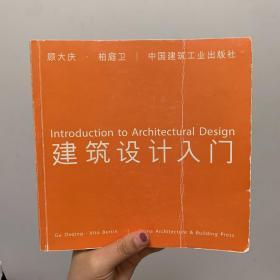 顾大庆 · 柏庭卫 | 中国建筑工业出版社
Introduction to Architectural Design
建筑设计入门
Gu Daqing · Vito Bertin | China Architecture & Building Press